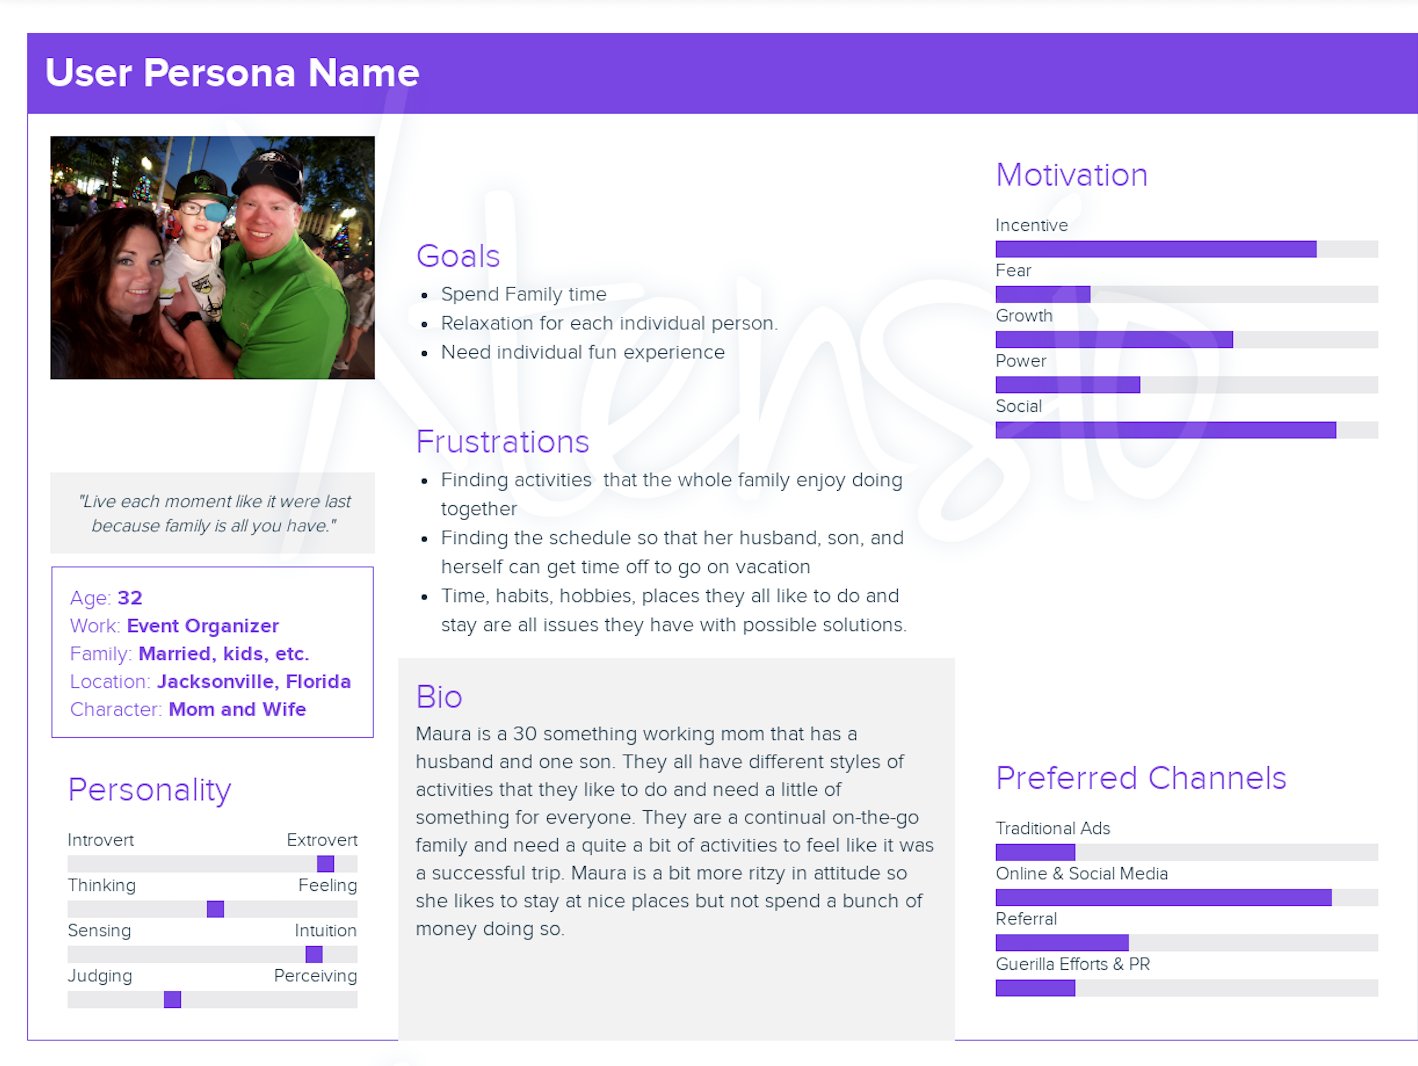 User Persona Name
"Live each moment like it were last
because family is all you have."
Age: 32
Work: Event Organizer
Family: Married, kids, etc.
Location: Jacksonville, Florida
Character: Mom and Wife
Personality
Introvert Extrovert
Thinking Feeling
Sensing Intuition
Judging Perceiving
Goals
Spend Family time
Relaxation for each individual person.
Need individual fun experience
Frustrations
Finding activities  that the whole family enjoy doing
together
Finding the schedule so that her husband, son, and
herself can get time off to go on vacation
Time, habits, hobbies, places they all like to do and
stay are all issues they have with possible solutions.
Bio
Maura is a 30 something working mom that has a
husband and one son. They all have different styles of
activities that they like to do and need a little of
something for everyone. They are a continual on-the-go
family and need a quite a bit of activities to feel like it was
a successful trip. Maura is a bit more ritzy in attitude so
she likes to stay at nice places but not spend a bunch of
money doing so.
Motivation
Incentive
Fear
Growth
Power
Social
Preferred Channels
Traditional Ads
Online & Social Media
Referral
Guerilla Efforts & PR
Xtensio